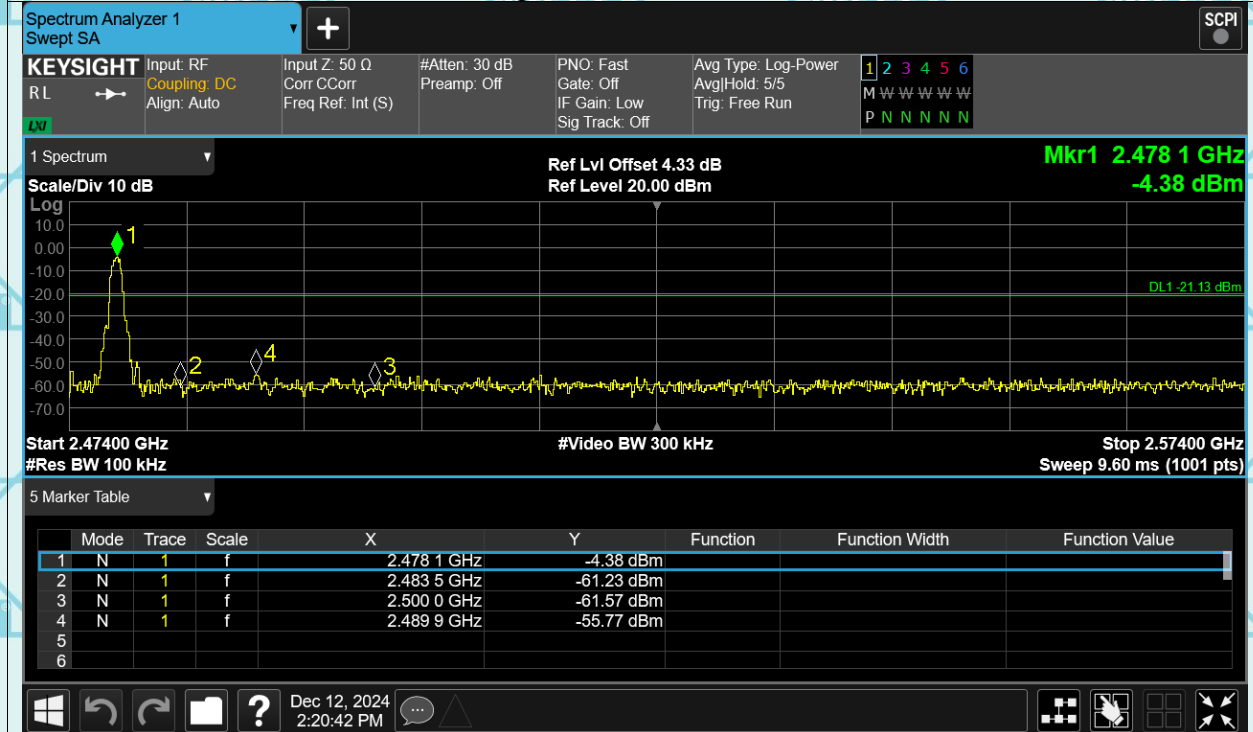 Spectrum Analyzer 1
Swept SA
+
SCPI
KEYSIGHT
R L
LXI
Input: RF
Coupling: DC
Align: Auto
Input Z: 50 Ω
Corr CCorr
Freq Ref: Int (S)
#Atten: 30 dB
Preamp: Off
PNO: Fast
Gate: Off
IF Gain: Low
Sig Track: Off
Avg Type: Log-Power
Avg|Hold: 5/5
Trig: Free Run
1 2 3 4 5 6
M W W W W W
P N N N N N
1 Spectrum
Scale/Div 10 dB
Ref Lvl Offset 4.33 dB
Ref Level 20.00 dBm
Mkr1 2.478 1 GHz
-4.38 dBm
Log
10.0
0.00
-10.0
-20.0
-30.0
-40.0
-50.0
-60.0
-70.0
1
2
4
3
DL1 -21.13 dBm
Start 2.47400 GHz
#Res BW 100 kHz
#Video BW 300 kHz
Stop 2.57400 GHz
Sweep 9.60 ms (1001 pts)
5 Marker Table
Mode Trace Scale X Y Function Function Width Function Value
1 N 1 f 2.478 1 GHz -4.38 dBm
2 N 1 f 2.483 5 GHz -61.23 dBm
3 N 1 f 2.500 0 GHz -61.57 dBm
4 N 1 f 2.489 9 GHz -55.77 dBm
5
6
?
Dec 12, 2024
2:20:42 PM